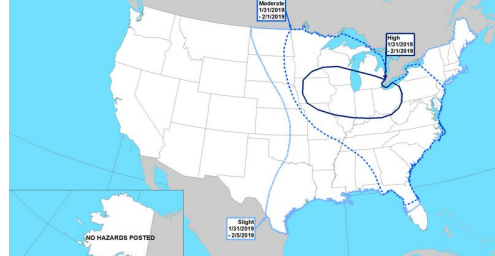 Moderate
1/31/2019
- 2/1/2019
High
1/31/2019
- 2/1/2019
Slight
1/31/2019
- 2/5/2019
NO HAZARDS POSTED